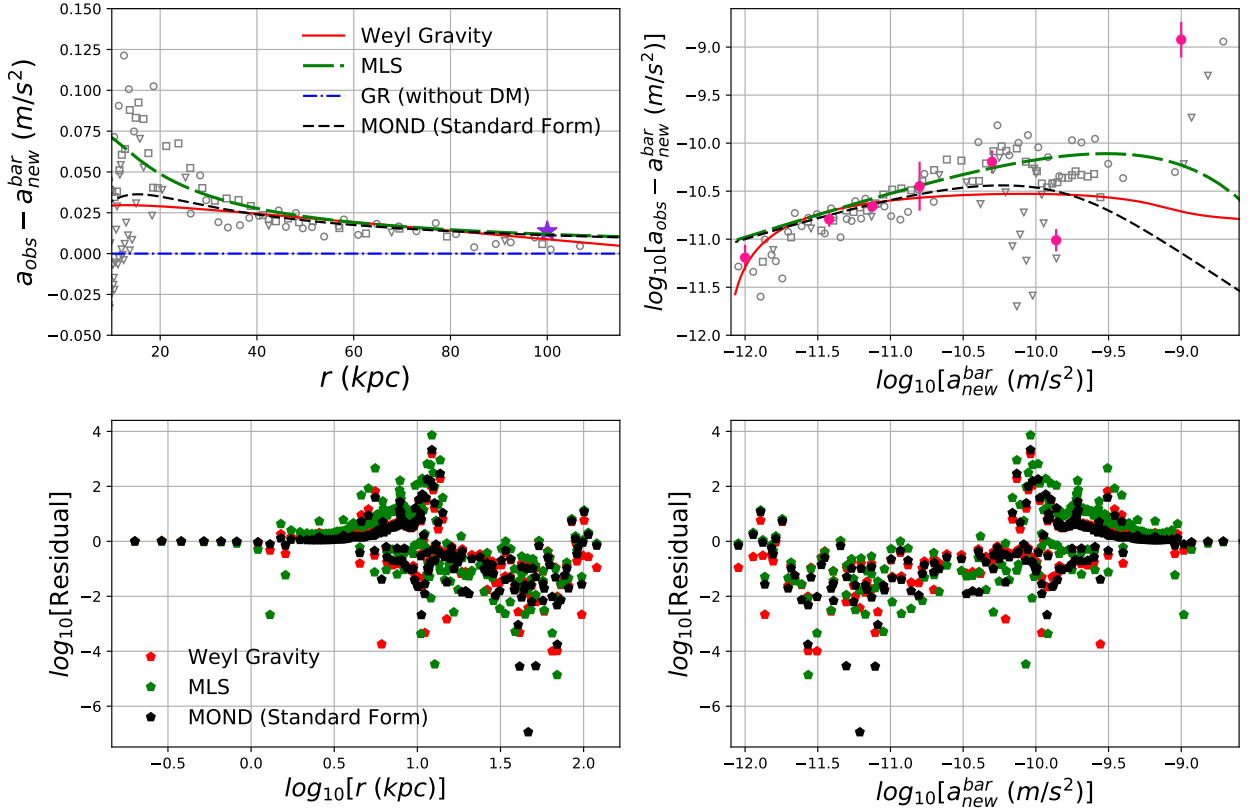 0.150
0.125
0.100
0.075
0.050
0.025
0.000
−0.025
−0.050
a_obs − a_new^bar (m/s²)
Weyl Gravity
MLS
GR (without DM)
MOND (Standard Form)
20 40 60 80 100
r (kpc)
−9.0
−9.5
−10.0
−10.5
−11.0
−11.5
−12.0
log₁₀[a_obs − a_new^bar (m/s²)]
−12.0 −11.5 −11.0 −10.5 −10.0 −9.5 −9.0
log₁₀[a_new^bar (m/s²)]
4
2
0
−2
−4
−6
log₁₀[Residual]
Weyl Gravity
MLS
MOND (Standard Form)
−0.5 0.0 0.5 1.0 1.5 2.0
log₁₀[r (kpc)]
4
2
0
−2
−4
−6
log₁₀[Residual]
−12.0 −11.5 −11.0 −10.5 −10.0 −9.5 −9.0
log₁₀[a_new^bar (m/s²)]